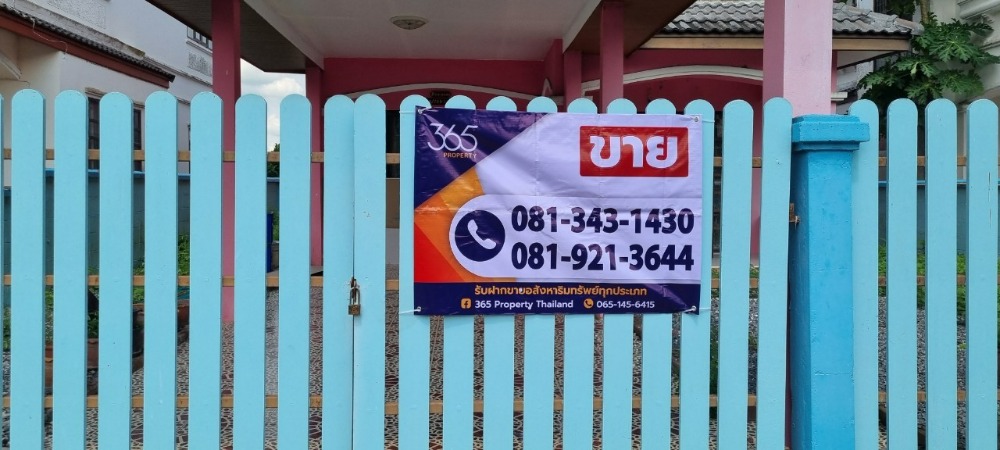 365
PROPERTY
ขาย
081-343-1430
081-921-3644
รับฝากขายอสังหาริมทรัพย์ทุกประเภท
365 Property Thailand 065-145-6415